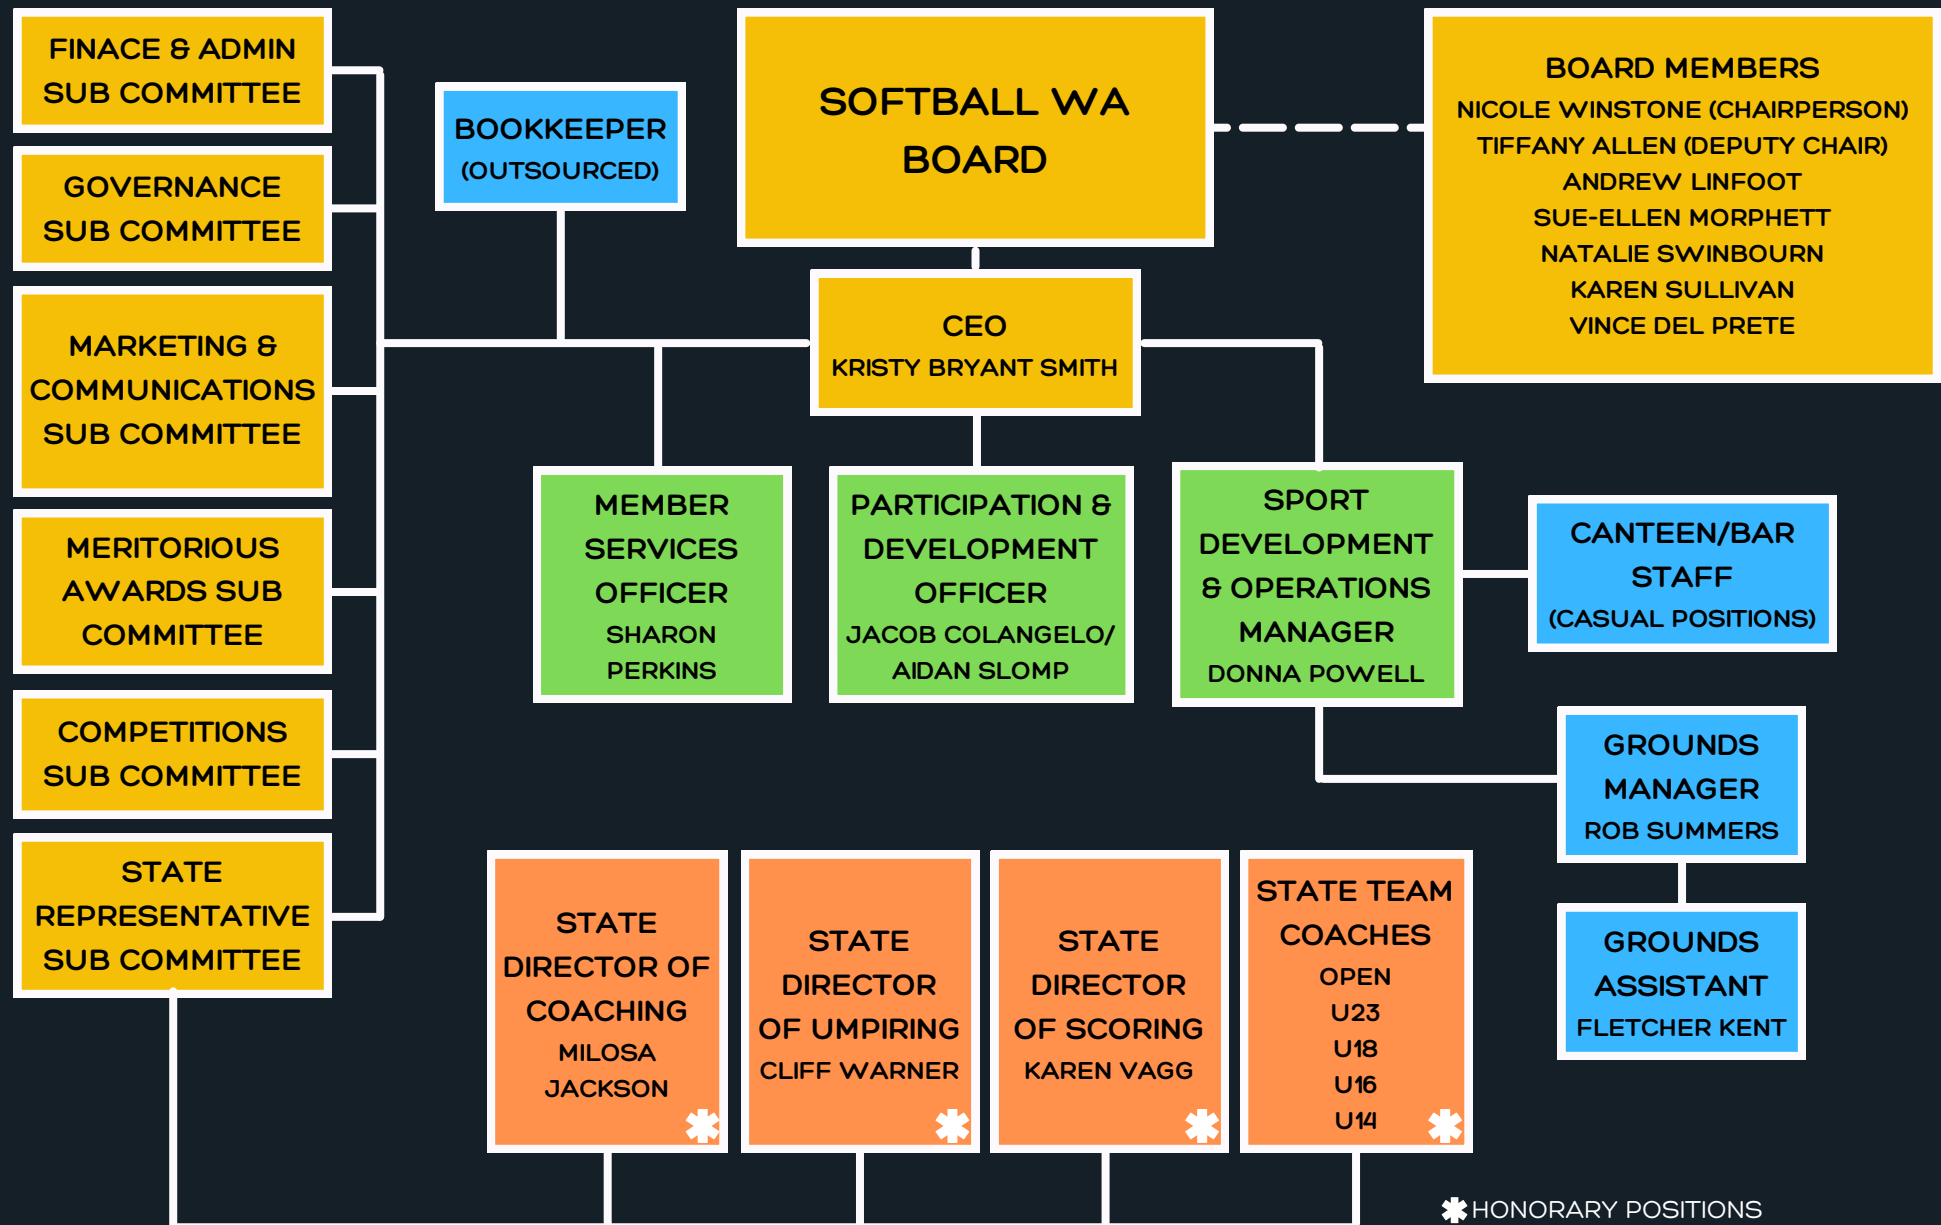 FINACE & ADMIN
SUB COMMITTEE
GOVERNANCE
SUB COMMITTEE
MARKETING &
COMMUNICATIONS
SUB COMMITTEE
MERITORIOUS
AWARDS SUB
COMMITTEE
COMPETITIONS
SUB COMMITTEE
STATE
REPRESENTATIVE
SUB COMMITTEE
BOOKKEEPER
(OUTSOURCED)
SOFTBALL WA
BOARD
BOARD MEMBERS
NICOLE WINSTONE (CHAIRPERSON)
TIFFANY ALLEN (DEPUTY CHAIR)
ANDREW LINFOOT
SUE-ELLEN MORPHETT
NATALIE SWINBOURN
KAREN SULLIVAN
VINCE DEL PRETE
CEO
KRISTY BRYANT SMITH
MEMBER
SERVICES
OFFICER
SHARON
PERKINS
PARTICIPATION &
DEVELOPMENT
OFFICER
JACOB COLANGELO/
AIDAN SLOMP
SPORT
DEVELOPMENT
& OPERATIONS
MANAGER
DONNA POWELL
CANTEEN/BAR
STAFF
(CASUAL POSITIONS)
GROUNDS
MANAGER
ROB SUMMERS
GROUNDS
ASSISTANT
FLETCHER KENT
STATE
DIRECTOR OF
COACHING
MILOSA
JACKSON
✱
STATE
DIRECTOR
OF UMPIRING
CLIFF WARNER
✱
STATE
DIRECTOR
OF SCORING
KAREN VAGG
✱
STATE TEAM
COACHES
OPEN
U23
U18
U16
U14
✱
✱ HONORARY POSITIONS